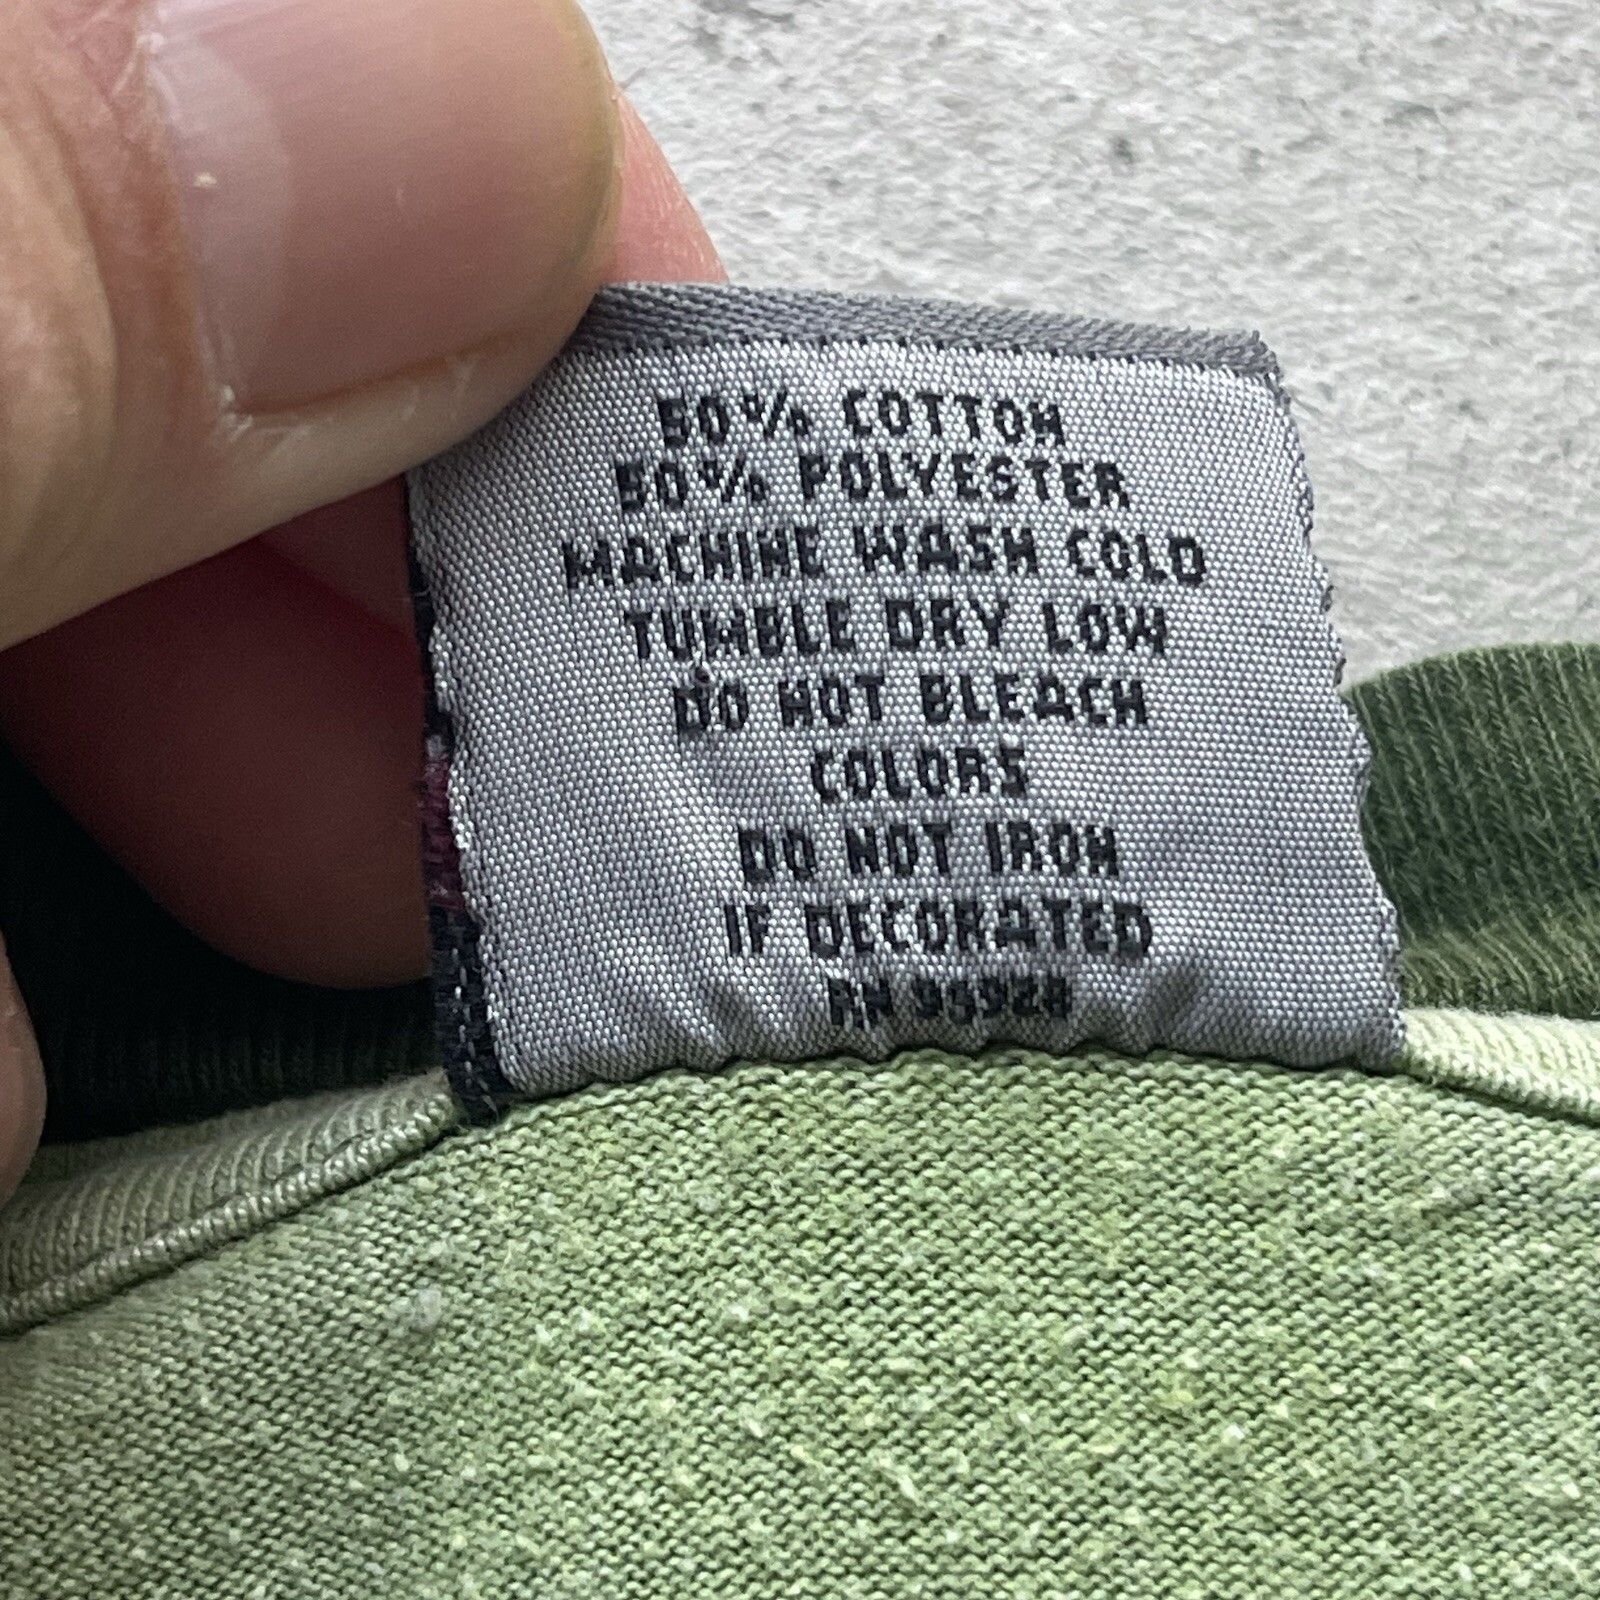 50% COTTON
50% POLYESTER
MACHINE WASH COLD
TUMBLE DRY LOW
DO NOT BLEACH
COLORS
DO NOT IRON
IF DECORATED
RN